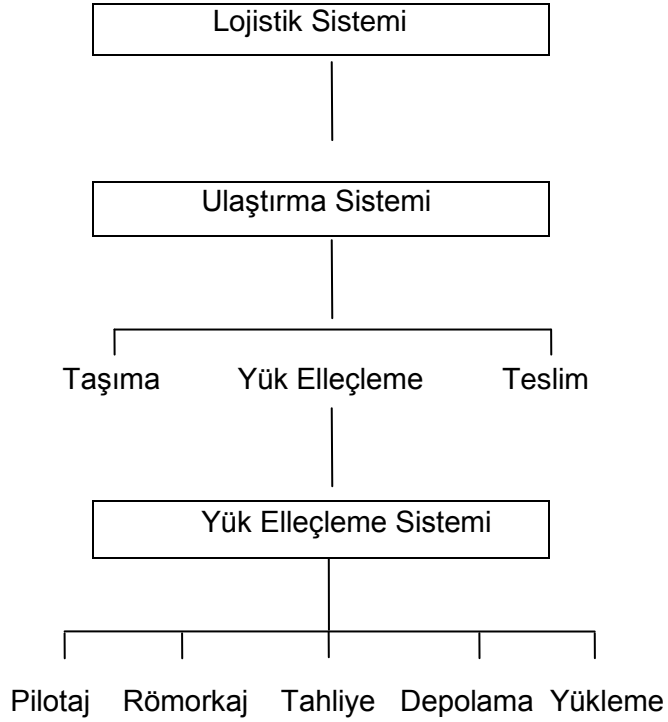 Lojistik Sistemi
Ulaştırma Sistemi
Taşıma Yük Elleçleme Teslim
Yük Elleçleme Sistemi
Pilotaj Römorkaj Tahliye Depolama Yükleme